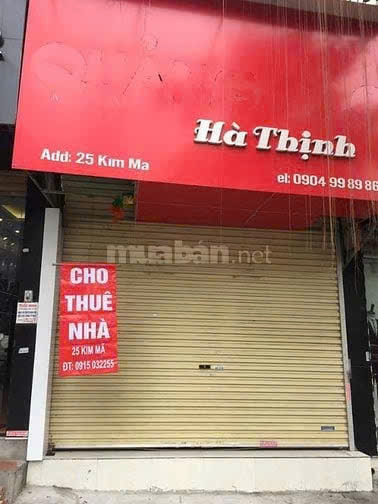 Hà Thịnh
Add: 25 Kim Mã
el: 0904 99 89 86
muabán.net
CHO
THUÊ
NHÀ
25 KIM MÃ
ĐT: 0915 032255